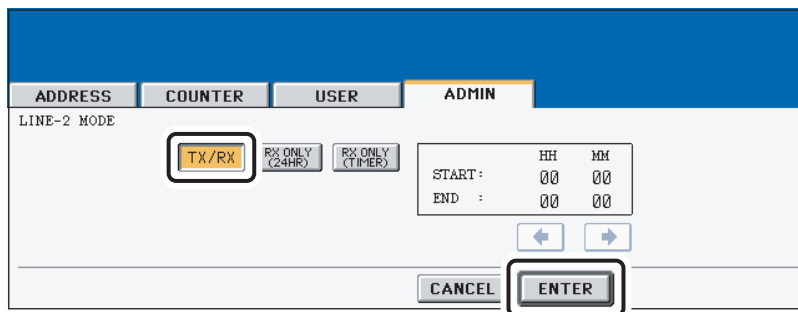 ADDRESS COUNTER USER ADMIN
LINE-2 MODE
TX/RX RX ONLY (24HR) RX ONLY (TIMER)
HH MM
START: 00 00
END : 00 00
CANCEL ENTER